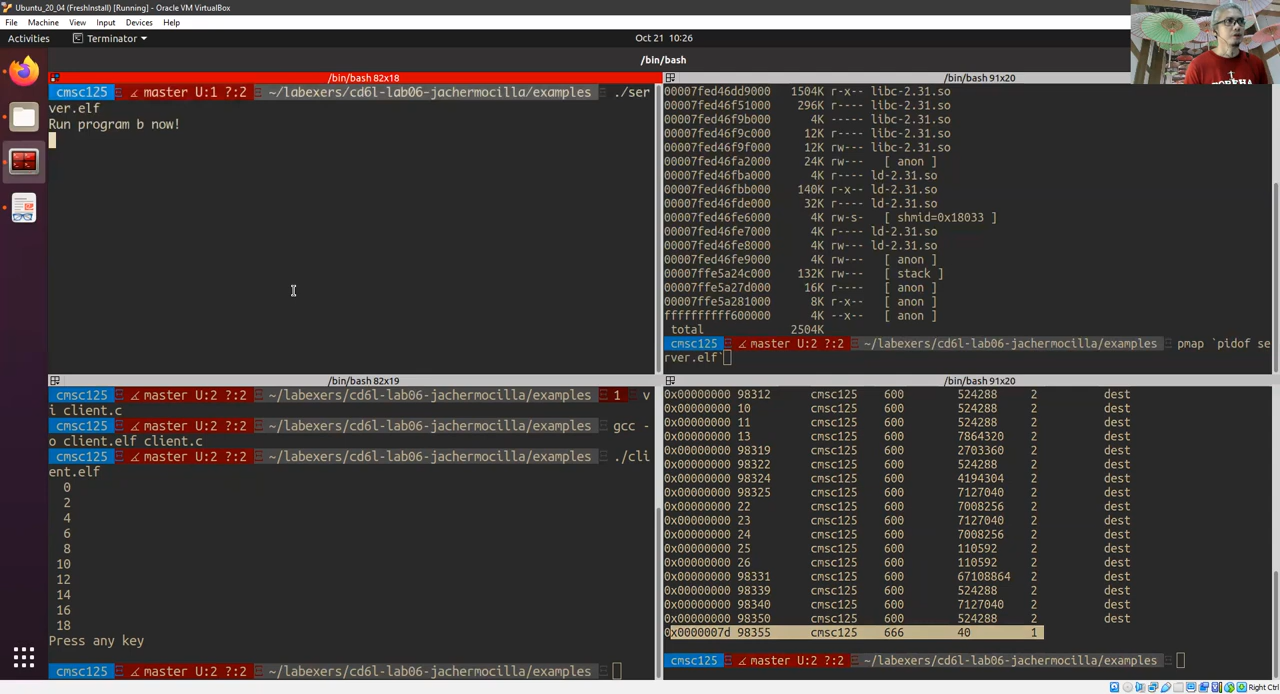 Ubuntu_20_04 (FreshInstall) [Running] - Oracle VM VirtualBox
File Machine View Input Devices Help
Activities Terminator Oct 21 10:26
/bin/bash
/bin/bash 82x18
cmsc125 master U:1 ?:2 ~/labexers/cd6l-lab06-jachermocilla/examples ./ser
ver.elf
Run program b now!
/bin/bash 91x20
00007fed46dd9000 1504K r-x-- libc-2.31.so
00007fed46f51000 296K r---- libc-2.31.so
00007fed46f9b000 4K ----- libc-2.31.so
00007fed46f9c000 12K r---- libc-2.31.so
00007fed46f9f000 12K rw--- libc-2.31.so
00007fed46fa2000 24K rw--- [ anon ]
00007fed46fba000 4K r---- ld-2.31.so
00007fed46fbb000 140K r-x-- ld-2.31.so
00007fed46fde000 32K r---- ld-2.31.so
00007fed46fe6000 4K rw-s- [ shmid=0x18033 ]
00007fed46fe7000 4K r---- ld-2.31.so
00007fed46fe8000 4K rw--- ld-2.31.so
00007fed46fe9000 4K rw--- [ anon ]
00007ffe5a24c000 132K rw--- [ stack ]
00007ffe5a27d000 16K r---- [ anon ]
00007ffe5a281000 8K r-x-- [ anon ]
ffffffffff600000 4K --x-- [ anon ]
total 2504K
cmsc125 master U:2 ?:2 ~/labexers/cd6l-lab06-jachermocilla/examples pmap `pidof se
rver.elf`
/bin/bash 82x19
cmsc125 master U:2 ?:2 ~/labexers/cd6l-lab06-jachermocilla/examples 1 v
i client.c
cmsc125 master U:2 ?:2 ~/labexers/cd6l-lab06-jachermocilla/examples gcc -
o client.elf client.c
cmsc125 master U:2 ?:2 ~/labexers/cd6l-lab06-jachermocilla/examples ./cli
ent.elf
0
2
4
6
8
10
12
14
16
18
Press any key
cmsc125 master U:2 ?:2 ~/labexers/cd6l-lab06-jachermocilla/examples
/bin/bash 91x20
0x00000000 98312 cmsc125 600 524288 2 dest
0x00000000 10 cmsc125 600 524288 2 dest
0x00000000 11 cmsc125 600 524288 2 dest
0x00000000 13 cmsc125 600 7864320 2 dest
0x00000000 98319 cmsc125 600 2703360 2 dest
0x00000000 98322 cmsc125 600 524288 2 dest
0x00000000 98324 cmsc125 600 4194304 2 dest
0x00000000 98325 cmsc125 600 7127040 2 dest
0x00000000 22 cmsc125 600 7008256 2 dest
0x00000000 23 cmsc125 600 7127040 2 dest
0x00000000 24 cmsc125 600 7008256 2 dest
0x00000000 25 cmsc125 600 110592 2 dest
0x00000000 26 cmsc125 600 110592 2 dest
0x00000000 98331 cmsc125 600 67108864 2 dest
0x00000000 98339 cmsc125 600 524288 2 dest
0x00000000 98340 cmsc125 600 7127040 2 dest
0x00000000 98350 cmsc125 600 524288 2 dest
0x0000007d 98355 cmsc125 666 40 1
cmsc125 master U:2 ?:2 ~/labexers/cd6l-lab06-jachermocilla/examples
Right Ctrl